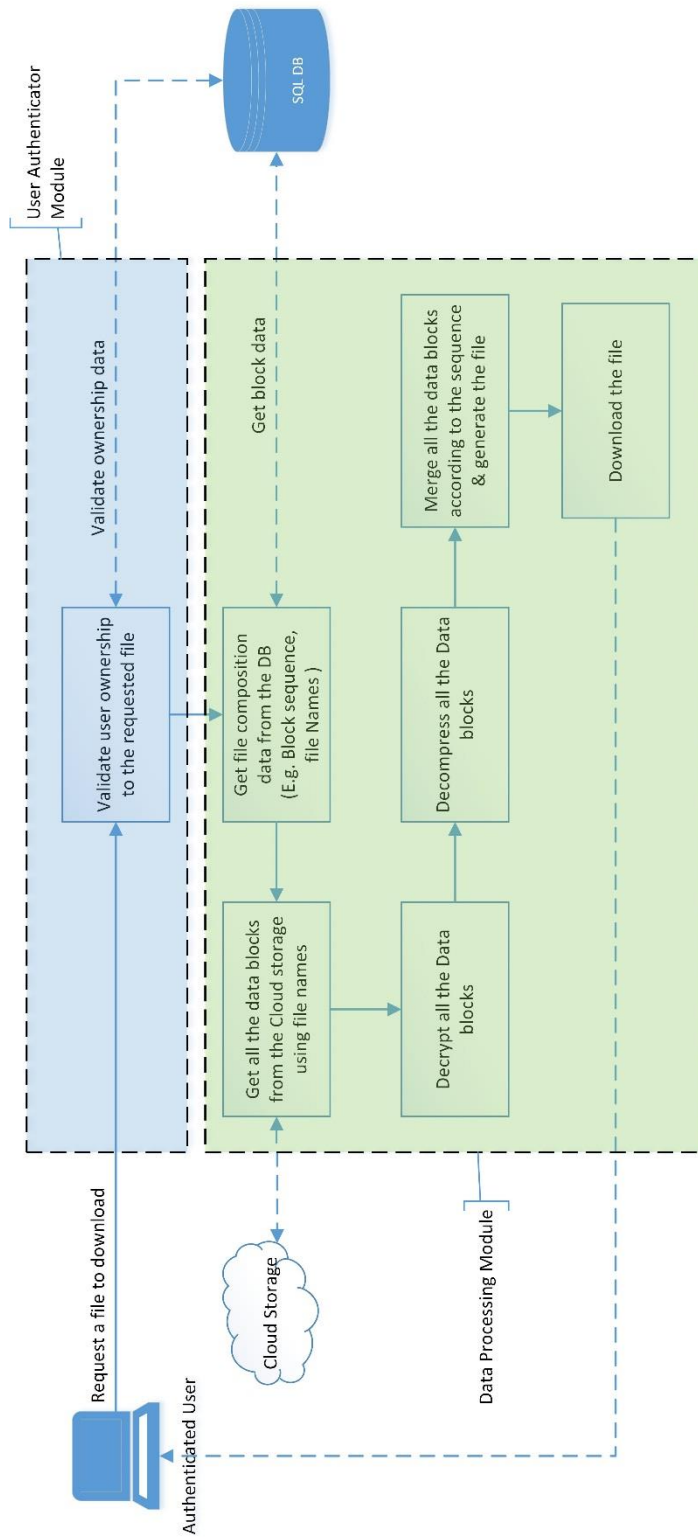 User Authenticator
Module
Request a file to download
Validate user ownership
to the requested file
Validate ownership data
Authenticated User
SQL DB
Cloud Storage
Get all the data blocks
from the Cloud storage
using file names
Get file composition
data from the DB
(E.g. Block sequence,
file Names )
Get block data
Decrypt all the Data
blocks
Decompress all the Data
blocks
Merge all the data blocks
according to the sequence
& generate the file
Data Processing Module
Download the file